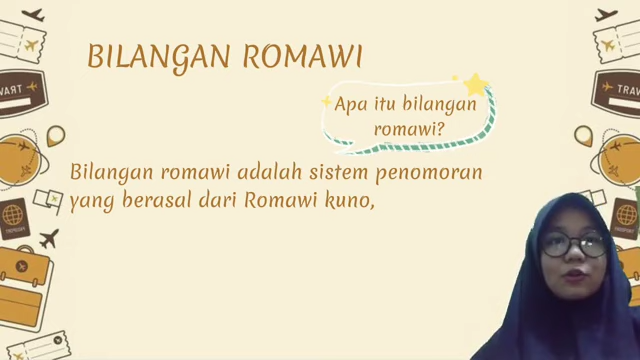 BILANGAN ROMAWI
Apa itu bilangan
romawi?
Bilangan romawi adalah sistem penomoran
yang berasal dari Romawi kuno,